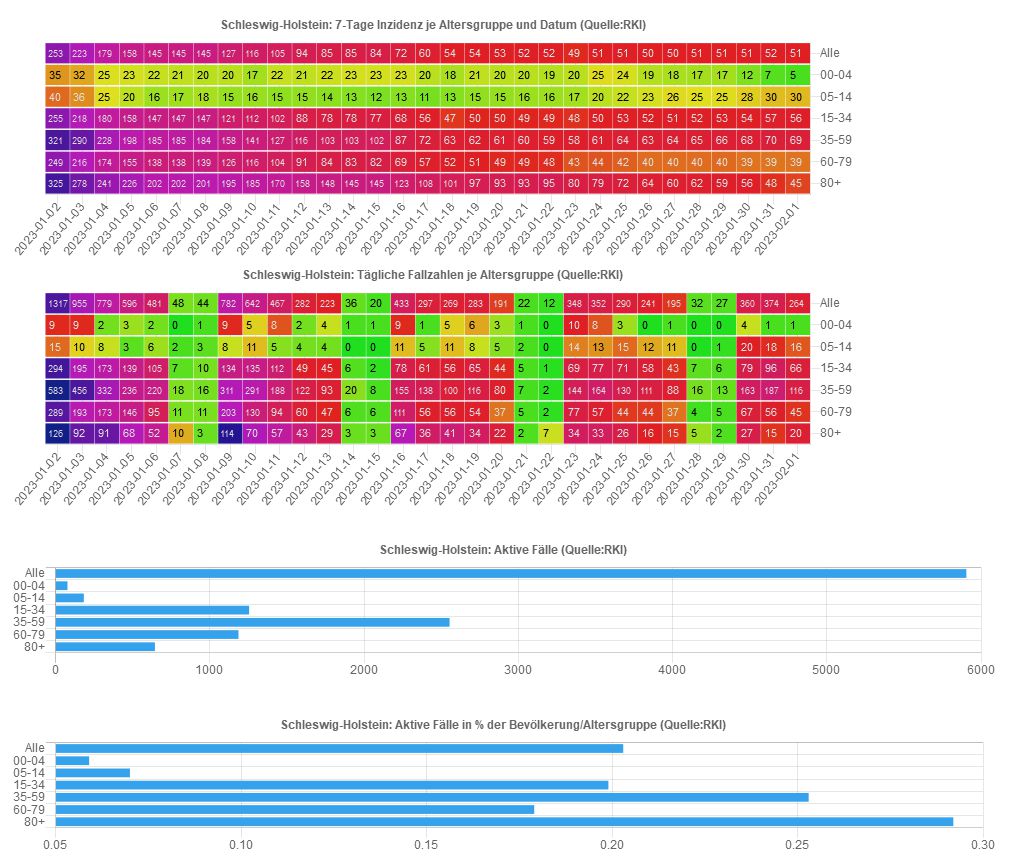 Schleswig-Holstein: 7-Tage Inzidenz je Altersgruppe und Datum (Quelle:RKI)
253 223 179 158 145 145 145 127 116 105 94 85 85 84 72 60 54 54 53 52 52 49 51 51 50 50 51 51 51 52 51 Alle
35 32 25 23 22 21 20 20 17 22 21 22 23 23 23 20 18 21 20 20 19 20 25 24 19 18 17 17 12 7 5 00-04
40 36 25 20 16 17 18 15 16 15 15 14 13 12 13 11 13 15 15 16 16 17 20 22 23 26 25 25 28 30 30 05-14
255 218 180 158 147 147 147 121 112 102 88 78 78 77 68 56 47 50 50 49 49 48 50 53 52 51 52 53 54 57 56 15-34
321 290 228 198 185 185 184 158 141 127 116 103 103 102 87 72 63 62 61 60 59 58 61 64 63 64 65 66 68 70 69 35-59
249 216 174 155 138 138 139 126 116 104 91 84 83 82 69 57 52 51 49 49 48 43 44 42 40 40 40 40 39 39 39 60-79
325 278 241 226 202 202 201 195 185 170 158 148 145 145 123 108 101 97 93 93 95 80 79 72 64 60 62 59 56 48 45 80+
2023-01-02 2023-01-03 2023-01-04 2023-01-05 2023-01-06 2023-01-07 2023-01-08 2023-01-09 2023-01-10 2023-01-11 2023-01-12 2023-01-13 2023-01-14 2023-01-15 2023-01-16 2023-01-17 2023-01-18 2023-01-19 2023-01-20 2023-01-21 2023-01-22 2023-01-23 2023-01-24 2023-01-25 2023-01-26 2023-01-27 2023-01-28 2023-01-29 2023-01-30 2023-01-31 2023-02-01
Schleswig-Holstein: Tägliche Fallzahlen je Altersgruppe (Quelle:RKI)
1317 955 779 596 481 48 44 782 642 467 282 223 36 20 433 297 269 283 191 22 12 348 352 290 241 195 32 27 360 374 264 Alle
9 9 2 3 2 0 1 9 5 8 2 4 1 1 9 1 5 6 3 1 0 10 8 3 0 1 0 0 4 1 1 00-04
15 10 8 3 6 2 3 8 11 5 4 4 0 0 11 5 11 8 5 2 0 14 13 15 12 11 0 1 20 18 16 05-14
294 195 173 139 105 7 10 134 135 112 49 45 6 2 78 61 56 65 44 5 1 69 77 71 58 43 7 6 79 96 66 15-34
583 456 332 236 220 18 16 311 291 188 122 93 20 8 155 138 100 116 80 7 2 144 164 130 111 88 16 13 163 187 116 35-59
289 193 173 146 95 11 11 203 130 94 60 47 6 6 111 56 56 54 37 5 2 77 57 44 44 37 4 5 67 56 45 60-79
126 92 91 68 52 10 3 114 70 57 43 29 3 3 67 36 41 34 22 2 7 34 33 26 16 15 5 2 27 15 20 80+
2023-01-02 2023-01-03 2023-01-04 2023-01-05 2023-01-06 2023-01-07 2023-01-08 2023-01-09 2023-01-10 2023-01-11 2023-01-12 2023-01-13 2023-01-14 2023-01-15 2023-01-16 2023-01-17 2023-01-18 2023-01-19 2023-01-20 2023-01-21 2023-01-22 2023-01-23 2023-01-24 2023-01-25 2023-01-26 2023-01-27 2023-01-28 2023-01-29 2023-01-30 2023-01-31 2023-02-01
Schleswig-Holstein: Aktive Fälle (Quelle:RKI)
Alle
00-04
05-14
15-34
35-59
60-79
80+
0 1000 2000 3000 4000 5000 6000
Schleswig-Holstein: Aktive Fälle in % der Bevölkerung/Altersgruppe (Quelle:RKI)
Alle
00-04
05-14
15-34
35-59
60-79
80+
0.05 0.10 0.15 0.20 0.25 0.30